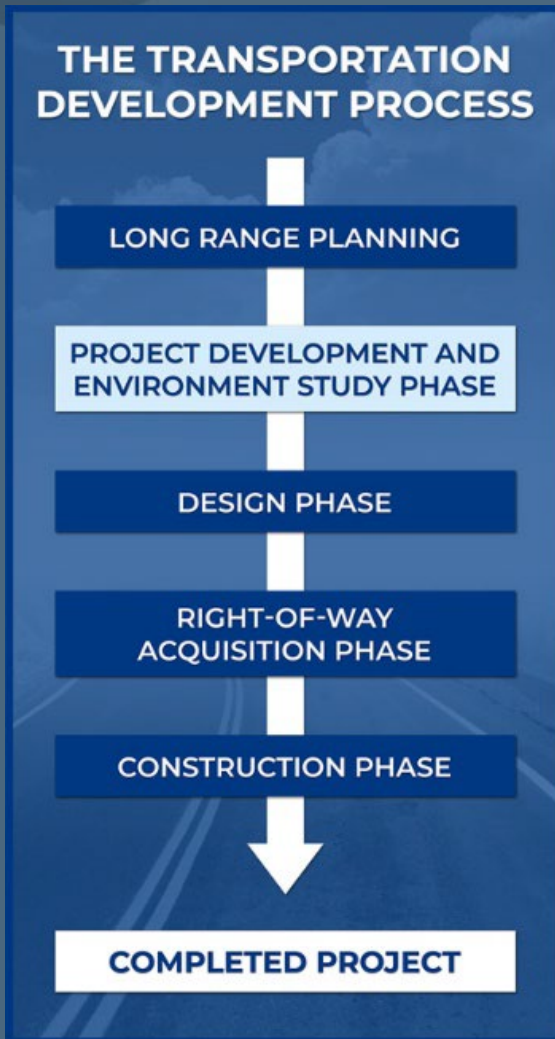 THE TRANSPORTATION
DEVELOPMENT PROCESS
LONG RANGE PLANNING
PROJECT DEVELOPMENT AND
ENVIRONMENT STUDY PHASE
DESIGN PHASE
RIGHT-OF-WAY
ACQUISITION PHASE
CONSTRUCTION PHASE
COMPLETED PROJECT